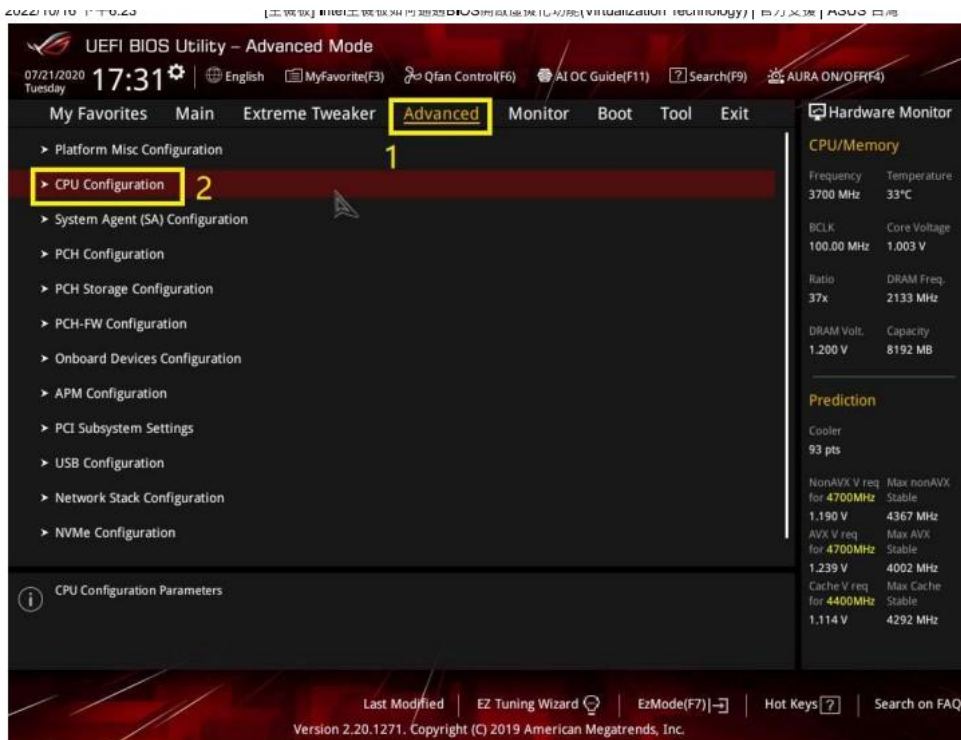 UEFI BIOS Utility – Advanced Mode
07/21/2020 Tuesday 17:31 English MyFavorite(F3) Qfan Control(F6) AI OC Guide(F11) ? Search(F9) AURA ON/OFF(F4)
My Favorites Main Extreme Tweaker Advanced Monitor Boot Tool Exit
1
> Platform Misc Configuration
> CPU Configuration 2
> System Agent (SA) Configuration
> PCH Configuration
> PCH Storage Configuration
> PCH-FW Configuration
> Onboard Devices Configuration
> APM Configuration
> PCI Subsystem Settings
> USB Configuration
> Network Stack Configuration
> NVMe Configuration
i CPU Configuration Parameters
Hardware Monitor
CPU/Memory
Frequency Temperature
3700 MHz 33°C
BCLK Core Voltage
100.00 MHz 1.003 V
Ratio DRAM Freq.
37x 2133 MHz
DRAM Volt. Capacity
1.200 V 8192 MB
Prediction
Cooler
93 pts
NonAVX V req Max nonAVX
for 4700MHz Stable
1.190 V 4367 MHz
AVX V req Max AVX
for 4700MHz Stable
1.239 V 4002 MHz
Cache V req Max Cache
for 4400MHz Stable
1.114 V 4292 MHz
Last Modified EZ Tuning Wizard EzMode(F7) Hot Keys ? Search on FAQ
Version 2.20.1271. Copyright (C) 2019 American Megatrends, Inc.